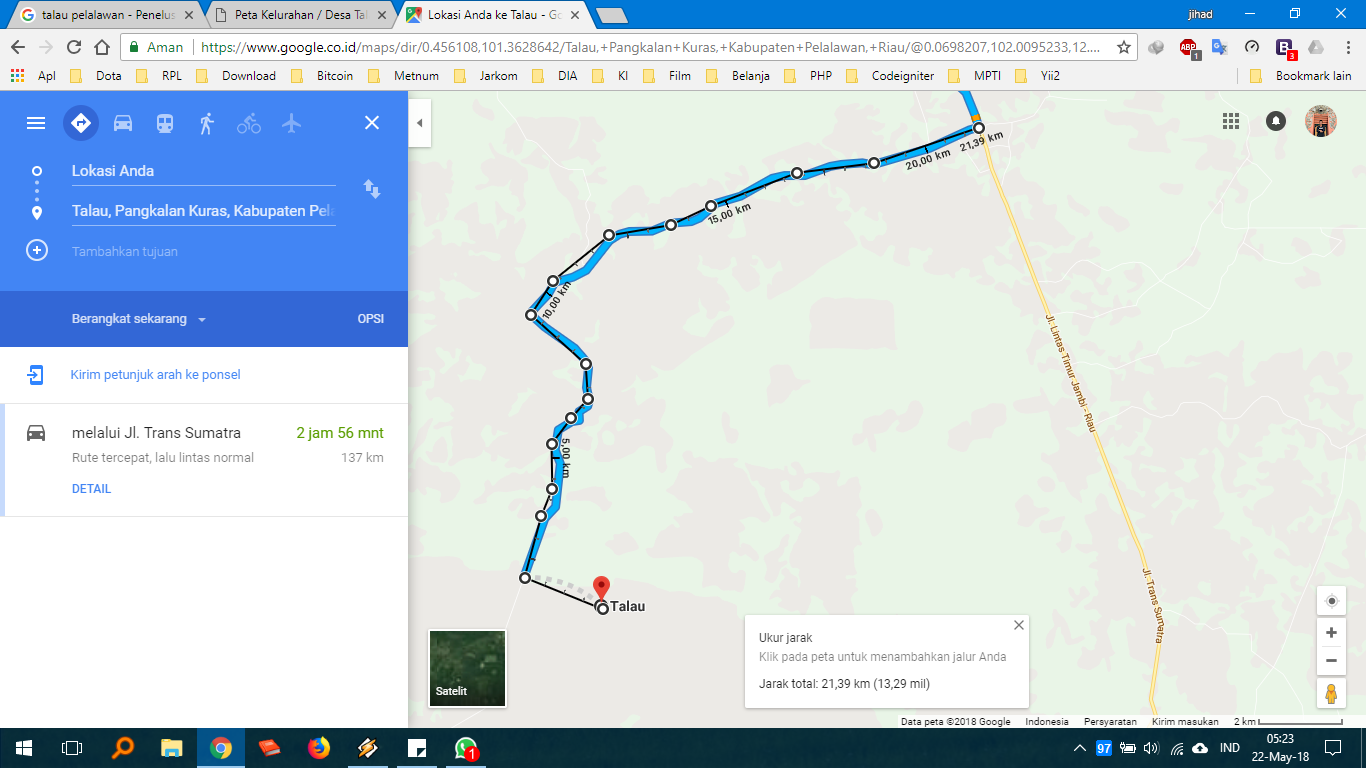 talau pelalawan - Penelus
Peta Kelurahan / Desa Tal
Lokasi Anda ke Talau - Go
jihad
Aman
https://www.google.co.id/maps/dir/0.456108,101.3628642/Talau,+Pangkalan+Kuras,+Kabupaten+Pelalawan,+Riau/@0.0698207,102.0095233,12....
ABP
1
B
3
Apl
Dota
RPL
Download
Bitcoin
Metnum
Jarkom
DIA
KI
Film
Belanja
PHP
Codeigniter
MPTI
Yii2
Bookmark lain
Lokasi Anda
Talau, Pangkalan Kuras, Kabupaten Pela
Tambahkan tujuan
Berangkat sekarang
OPSI
Kirim petunjuk arah ke ponsel
melalui Jl. Trans Sumatra
2 jam 56 mnt
Rute tercepat, lalu lintas normal
137 km
DETAIL
21,39 km
20,00 km
15,00 km
10,00 km
5,00 km
Jl. Lintas Timur Jambi - Riau
Jl. Trans Sumatra
Talau
Satelit
Ukur jarak
Klik pada peta untuk menambahkan jalur Anda
Jarak total: 21,39 km (13,29 mil)
Data peta ©2018 Google
Indonesia
Persyaratan
Kirim masukan
2 km
1
97
IND
05:23
22-May-18